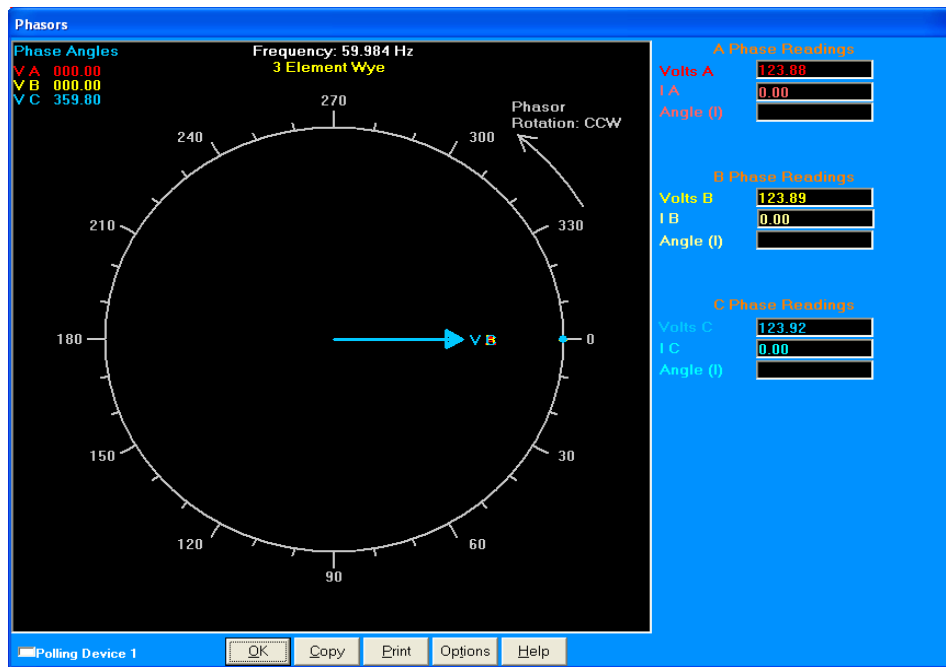 Phasors
Phase Angles
V A 000.00
V B 000.00
V C 359.80
Frequency: 59.984 Hz
3 Element Wye
Phasor
Rotation: CCW
270
240
300
210
330
180
0
150
30
120
60
90
V B
A Phase Readings
Volts A 123.88
I A 0.00
Angle (I)
B Phase Readings
Volts B 123.89
I B 0.00
Angle (I)
C Phase Readings
Volts C 123.92
I C 0.00
Angle (I)
Polling Device 1
OK
Copy
Print
Options
Help